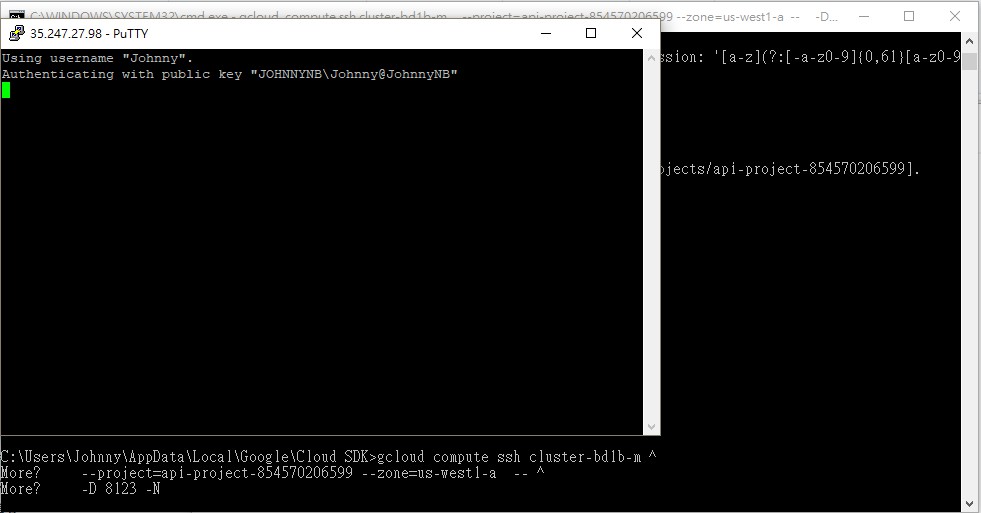 C:\WINDOWS\SYSTEM32\cmd.exe - gcloud compute ssh cluster-bd1b-m --project=api-project-854570206599 --zone=us-west1-a -- -D...
35.247.27.98 - PuTTY
Using username "Johnny".
Authenticating with public key "JOHNNYNB\Johnny@JohnnyNB"
ssion: '[a-z](?:[-a-z0-9]{0,61}[a-z0-9
ojects/api-project-854570206599].
C:\Users\Johnny\AppData\Local\Google\Cloud SDK>gcloud compute ssh cluster-bd1b-m ^
More? --project=api-project-854570206599 --zone=us-west1-a -- ^
More? -D 8123 -N